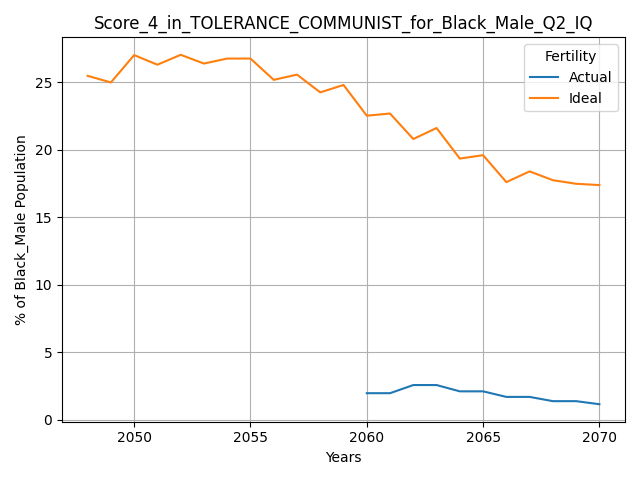 Score_4_in_TOLERANCE_COMMUNIST_for_Black_Male_Q2_IQ
Fertility
Actual
Ideal
% of Black_Male Population
25
20
15
10
5
0
2050 2055 2060 2065 2070
Years